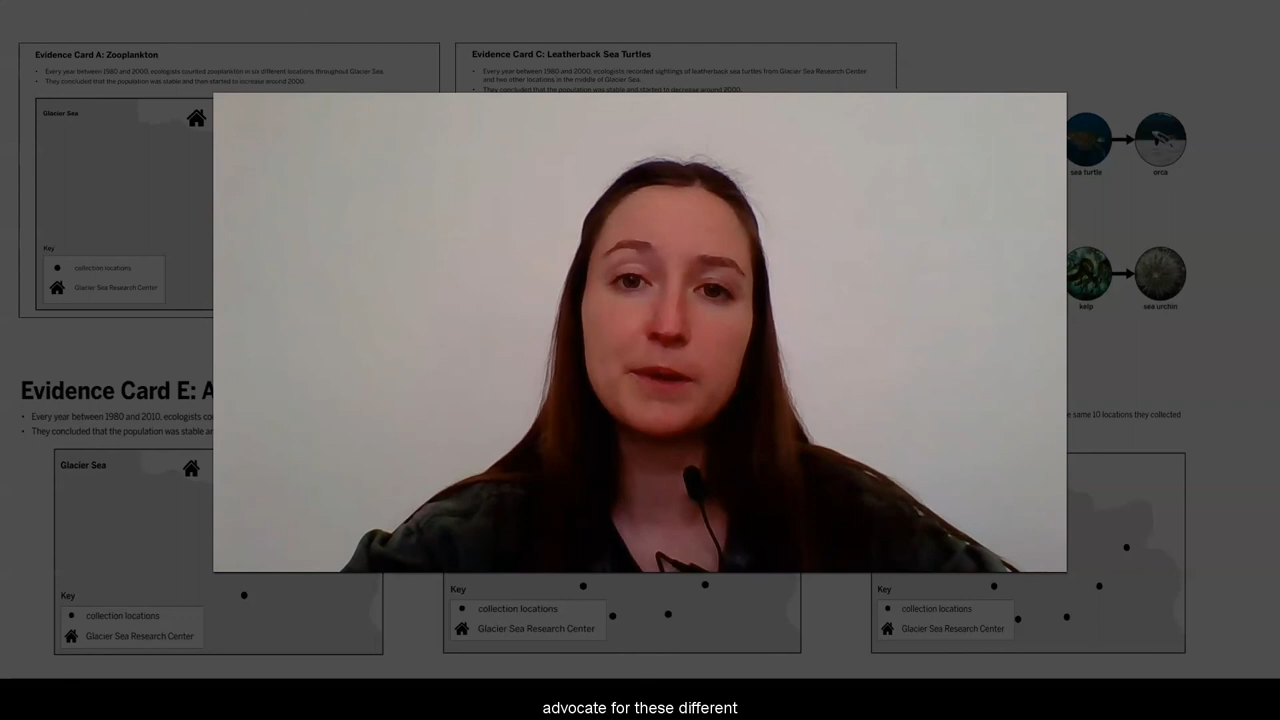 Evidence Card A: Zooplankton
• Every year between 1980 and 2000, ecologists counted zooplankton in six different locations throughout Glacier Sea.
• They concluded that the population was stable and then started to increase around 2000.
Glacier Sea
Key
collection locations
Glacier Sea Research Center
Evidence Card C: Leatherback Sea Turtles
• Every year between 1980 and 2000, ecologists recorded sightings of leatherback sea turtles from Glacier Sea Research Center
and two other locations in the middle of Glacier Sea.
• They concluded that the population was stable and started to decrease around 2000.
sea turtle
orca
kelp
sea urchin
Evidence Card E: A
• Every year between 1980 and 2010, ecologists co
• They concluded that the population was stable an
e same 10 locations they collected
Glacier Sea
Key
collection locations
Glacier Sea Research Center
Key
collection locations
Glacier Sea Research Center
Key
collection locations
Glacier Sea Research Center
advocate for these different